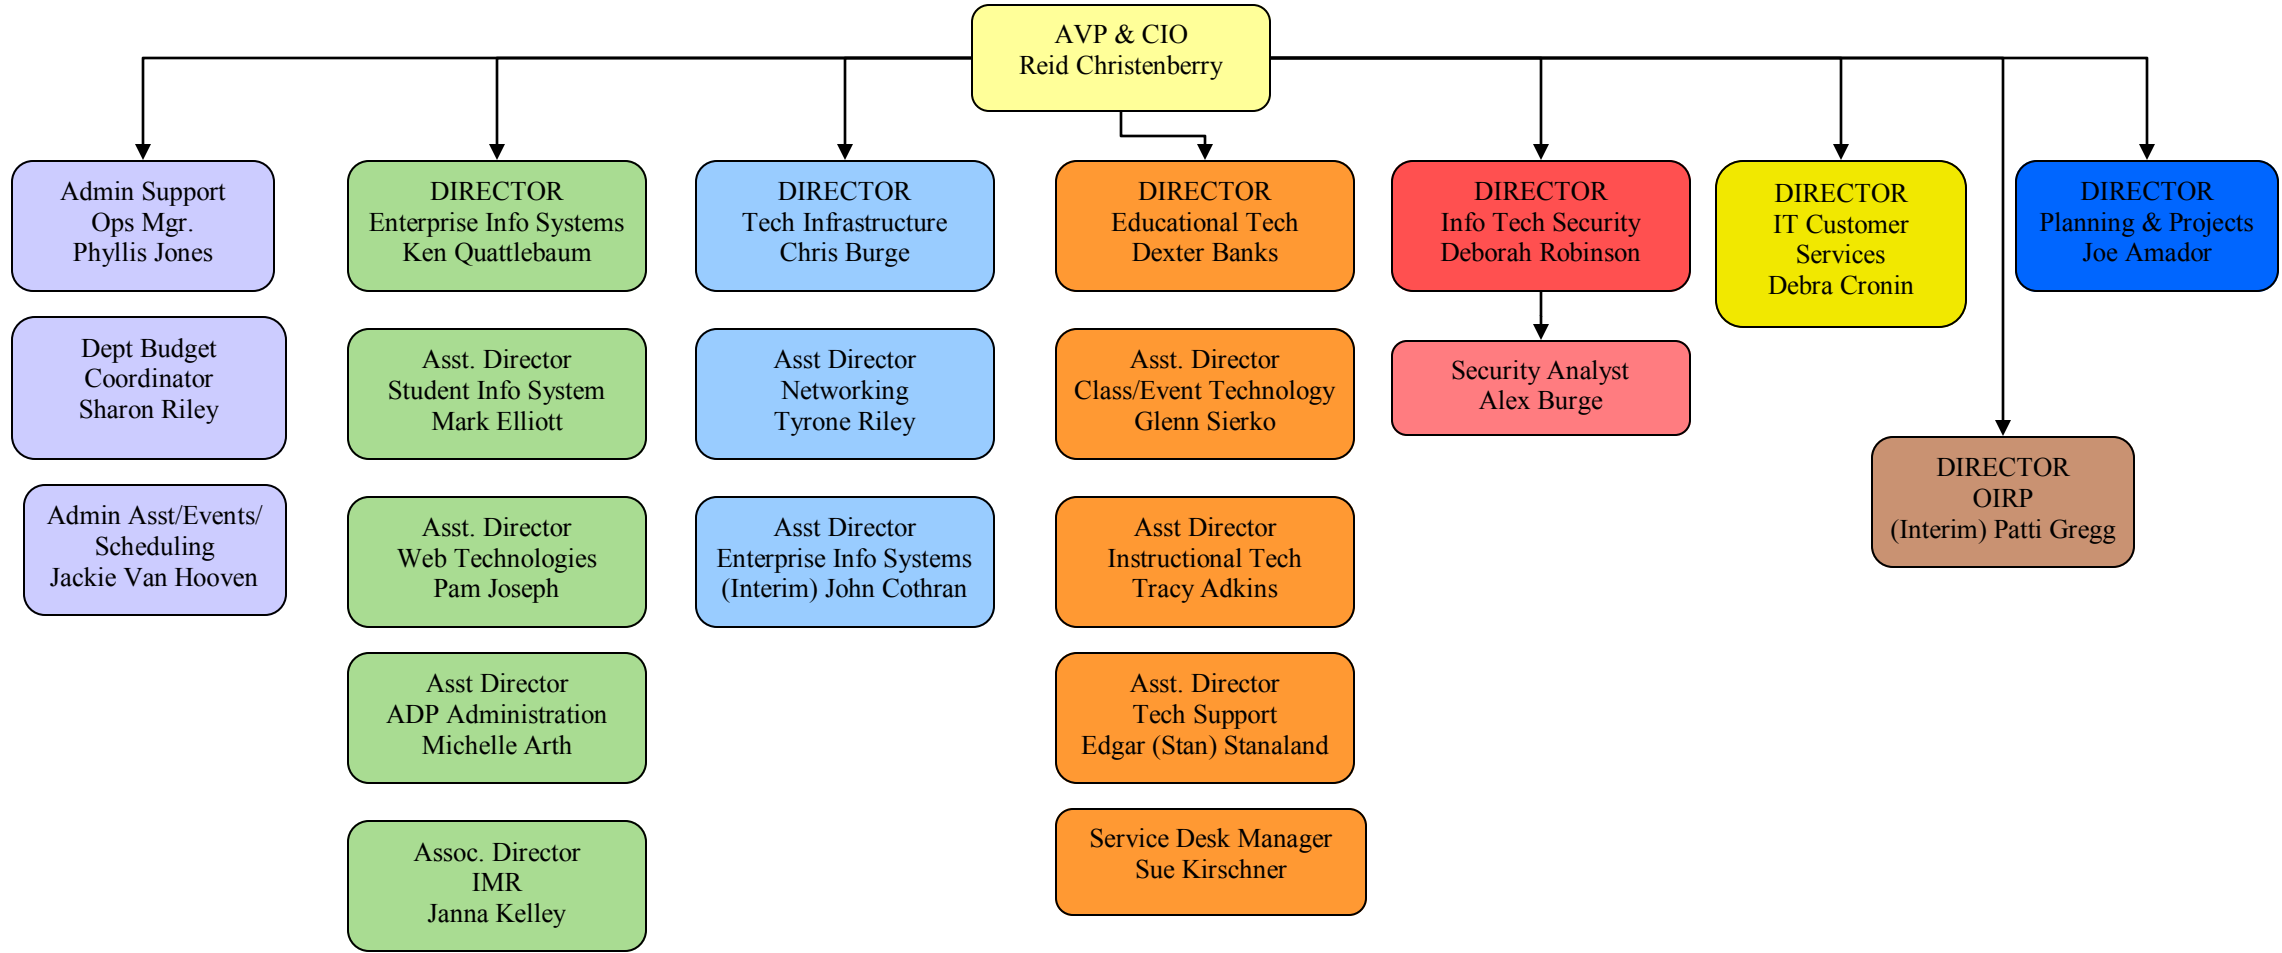 AVP & CIO
Reid Christenberry
Admin Support
Ops Mgr.
Phyllis Jones
DIRECTOR
Enterprise Info Systems
Ken Quattlebaum
DIRECTOR
Tech Infrastructure
Chris Burge
DIRECTOR
Educational Tech
Dexter Banks
DIRECTOR
Info Tech Security
Deborah Robinson
DIRECTOR
IT Customer
Services
Debra Cronin
DIRECTOR
Planning & Projects
Joe Amador
Dept Budget
Coordinator
Sharon Riley
Asst. Director
Student Info System
Mark Elliott
Asst Director
Networking
Tyrone Riley
Asst. Director
Class/Event Technology
Glenn Sierko
Security Analyst
Alex Burge
DIRECTOR
OIRP
(Interim) Patti Gregg
Admin Asst/Events/
Scheduling
Jackie Van Hooven
Asst. Director
Web Technologies
Pam Joseph
Asst Director
Enterprise Info Systems
(Interim) John Cothran
Asst Director
Instructional Tech
Tracy Adkins
Asst Director
ADP Administration
Michelle Arth
Asst. Director
Tech Support
Edgar (Stan) Stanaland
Assoc. Director
IMR
Janna Kelley
Service Desk Manager
Sue Kirschner